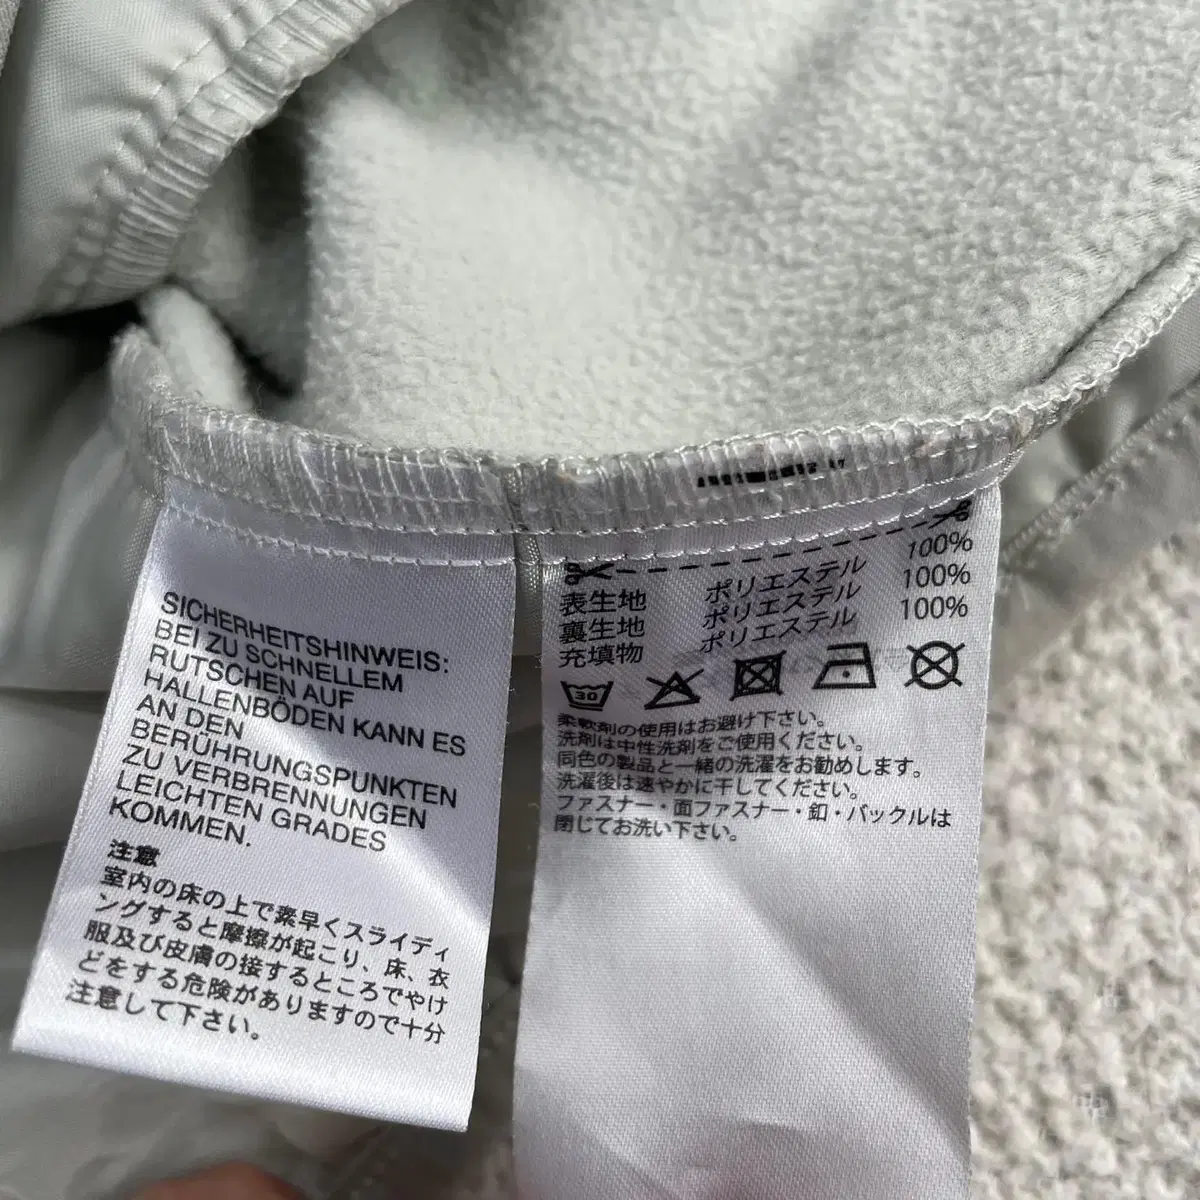 SICHERHEITSHINWEIS:
BEI ZU SCHNELLEM
RUTSCHEN AUF
HALLENBÖDEN KANN ES
AN DEN
BERÜHRUNGSPUNKTEN
ZU VERBRENNUNGEN
LEICHTEN GRADES
KOMMEN.
注意
室内の床の上で素早くスライディ
ングすると摩擦が起こり、床、衣
服及び皮膚の接するところでやけ
どをする危険がありますので十分
注意して下さい。
表生地 ポリエステル 100%
裏生地 ポリエステル 100%
充填物 ポリエステル 100%
30
柔軟剤の使用はお避け下さい。
洗剤は中性洗剤をご使用ください。
同色の製品と一緒の洗濯をお勧めします。
洗濯後は速やかに干してください。
ファスナー・面ファスナー・釦・バックルは
閉じてお洗い下さい。